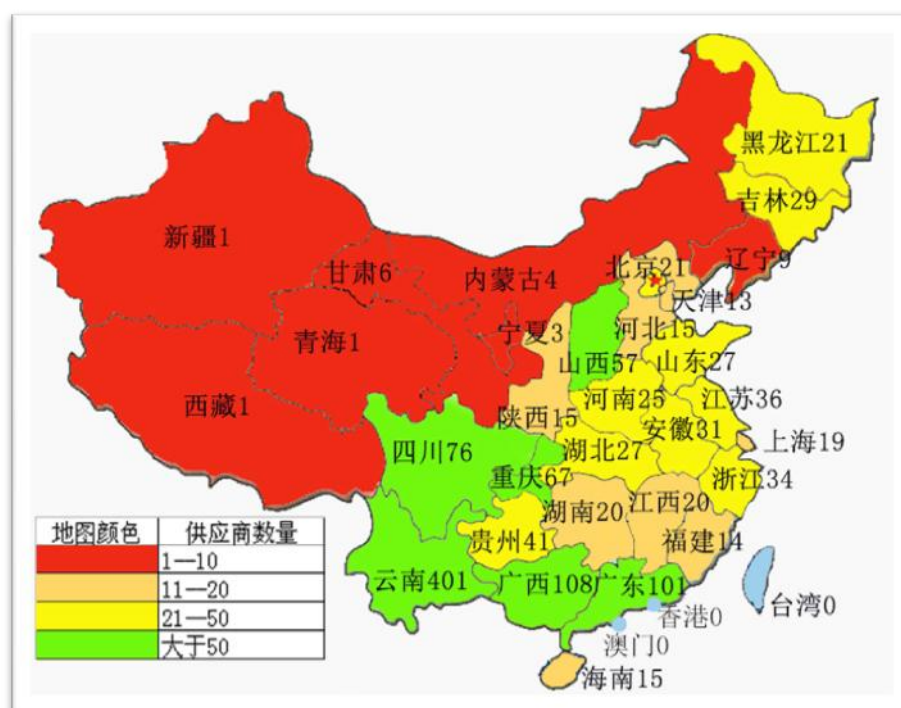 黑龙江21
吉林29
新疆1
甘肃6
内蒙古4
北京21
辽宁9
天津13
宁夏3
河北15
青海1
山西57
山东27
西藏1
陕西15
河南25
江苏36
安徽31
四川76
湖北27
上海19
重庆67
浙江34
湖南20
江西20
贵州41
福建14
云南401
广西108
广东101
香港0
台湾0
澳门0
海南15
地图颜色 供应商数量
1—10
11—20
21—50
大于50